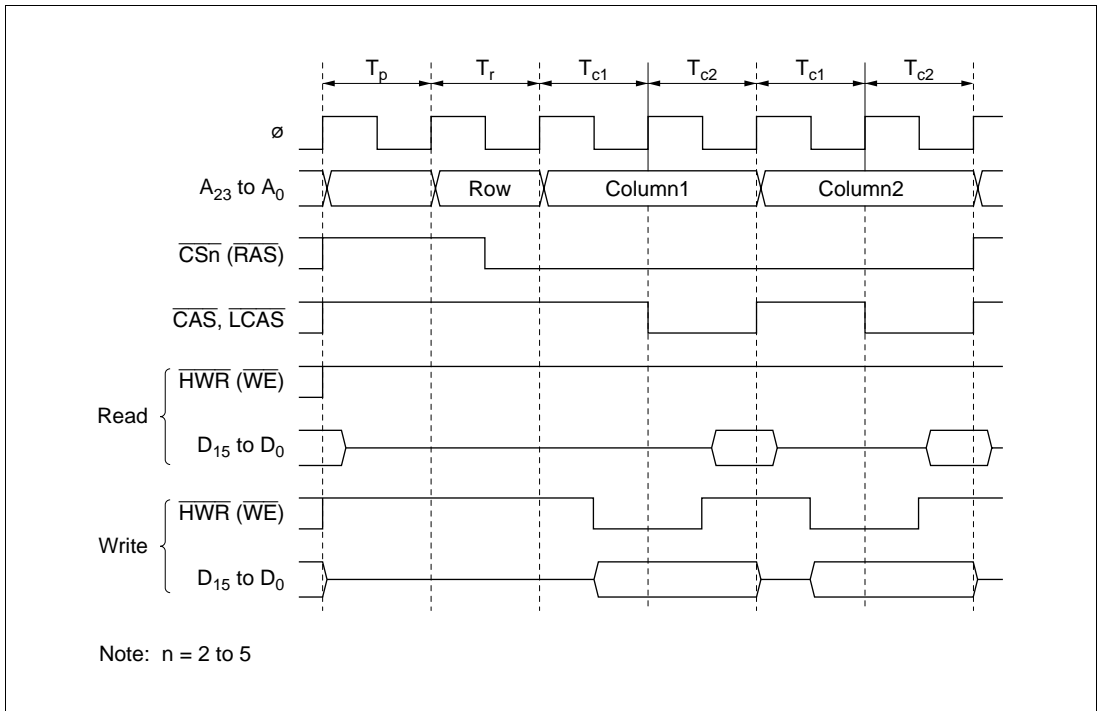 Tp Tr Tc1 Tc2 Tc1 Tc2
ø
A23 to A0 Row Column1 Column2
CSn (RAS)
CAS, LCAS
Read
HWR (WE)
D15 to D0
Write
HWR (WE)
D15 to D0
Note: n = 2 to 5